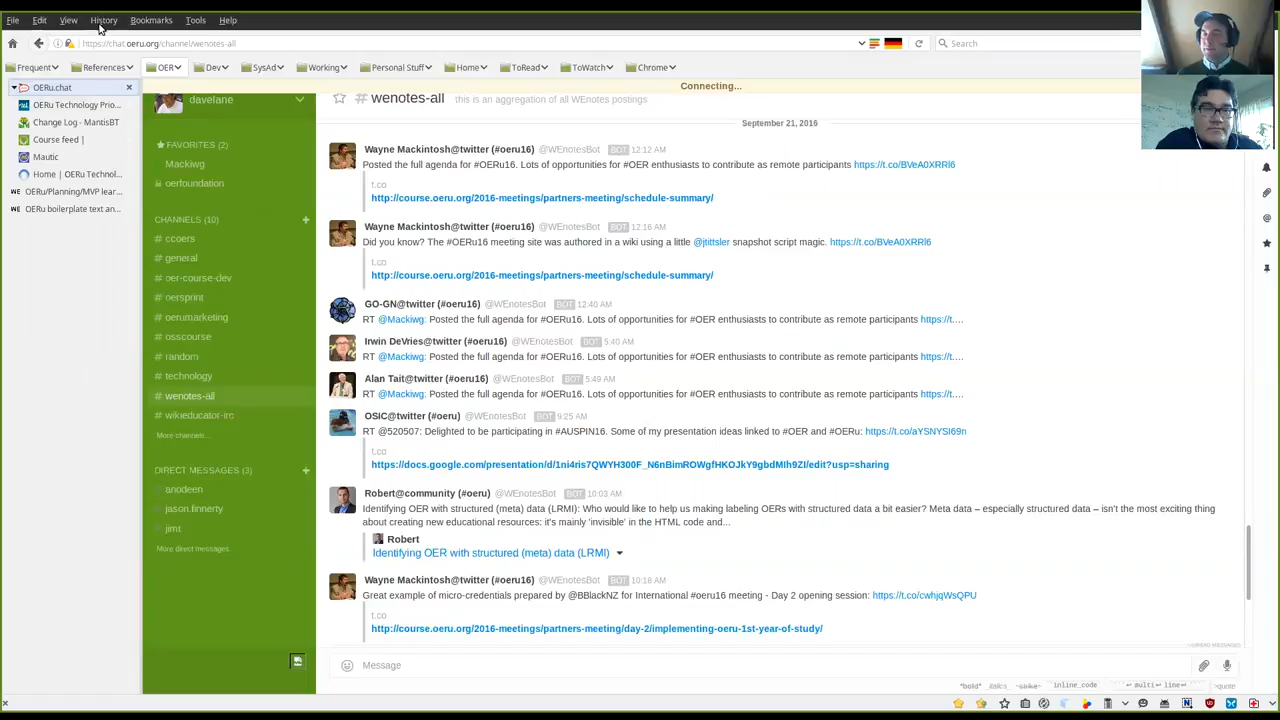 File Edit View History Bookmarks Tools Help
https://chat.oeru.org/channel/wenotes-all Search
Frequent References OER Dev SysAd Working Personal Stuff Home ToRead ToWatch Chrome
OERu.chat
OERu Technology Prio...
Change Log - MantisBT
Course feed |
Mautic
Home | OERu Technol...
OERu/Planning/MVP lear...
OERu boilerplate text an...
Connecting...
davelane
FAVORITES (2)
Mackiwg
oerfoundation
CHANNELS (10)
# ccoers
# general
# oer-course-dev
# oersprint
# oerumarketing
# osscourse
# random
# technology
# wenotes-all
# wikieducator-irc
More channels...
DIRECT MESSAGES (3)
anodeen
jason.finnerty
jimt
More direct messages.
# wenotes-all this is an aggregation of all WEnotes postings
September 21, 2016
Wayne Mackintosh@twitter (#oeru16) @WEnotesBot BOT 12:12 AM
Posted the full agenda for #OERu16. Lots of opportunities for #OER enthusiasts to contribute as remote participants https://t.co/BVeA0XRRl6
t.co
http://course.oeru.org/2016-meetings/partners-meeting/schedule-summary/
Wayne Mackintosh@twitter (#oeru16) @WEnotesBot BOT 12:16 AM
Did you know? The #OERu16 meeting site was authored in a wiki using a little @jtittsler snapshot script magic. https://t.co/BVeA0XRRl6
t.co
http://course.oeru.org/2016-meetings/partners-meeting/schedule-summary/
GO-GN@twitter (#oeru16) @WEnotesBot BOT 12:40 AM
RT @Mackiwg: Posted the full agenda for #OERu16. Lots of opportunities for #OER enthusiasts to contribute as remote participants https://t.…
Irwin DeVries@twitter (#oeru16) @WEnotesBot BOT 5:40 AM
RT @Mackiwg: Posted the full agenda for #OERu16. Lots of opportunities for #OER enthusiasts to contribute as remote participants https://t.…
Alan Tait@twitter (#oeru16) @WEnotesBot BOT 5:49 AM
RT @Mackiwg: Posted the full agenda for #OERu16. Lots of opportunities for #OER enthusiasts to contribute as remote participants https://t.…
OSIC@twitter (#oeru) @WEnotesBot BOT 9:25 AM
RT @520507: Delighted to be participating in #AUSPIN16. Some of my presentation ideas linked to #OER and #OERu: https://t.co/aYSNYSI69n
t.co
https://docs.google.com/presentation/d/1ni4ris7QWYH300F_N6nBimROWgfHKOJkY9gbdMIh9ZI/edit?usp=sharing
Robert@community (#oeru) @WEnotesBot BOT 10:03 AM
Identifying OER with structured (meta) data (LRMI): Who would like to help us making labeling OERs with structured data a bit easier? Meta data – especially structured data – isn't the most exciting thing
about creating new educational resources: it's mainly 'invisible' in the HTML code and...
Robert
Identifying OER with structured (meta) data (LRMI)
Wayne Mackintosh@twitter (#oeru16) @WEnotesBot BOT 10:18 AM
Great example of micro-credentials prepared by @BBlackNZ for International #oeru16 meeting - Day 2 opening session: https://t.co/cwhjqWsQPU
t.co
http://course.oeru.org/2016-meetings/partners-meeting/day-2/implementing-oeru-1st-year-of-study/
Message
*bold* _italics_ ~strike~ `inline_code` ```multi line``` >quote